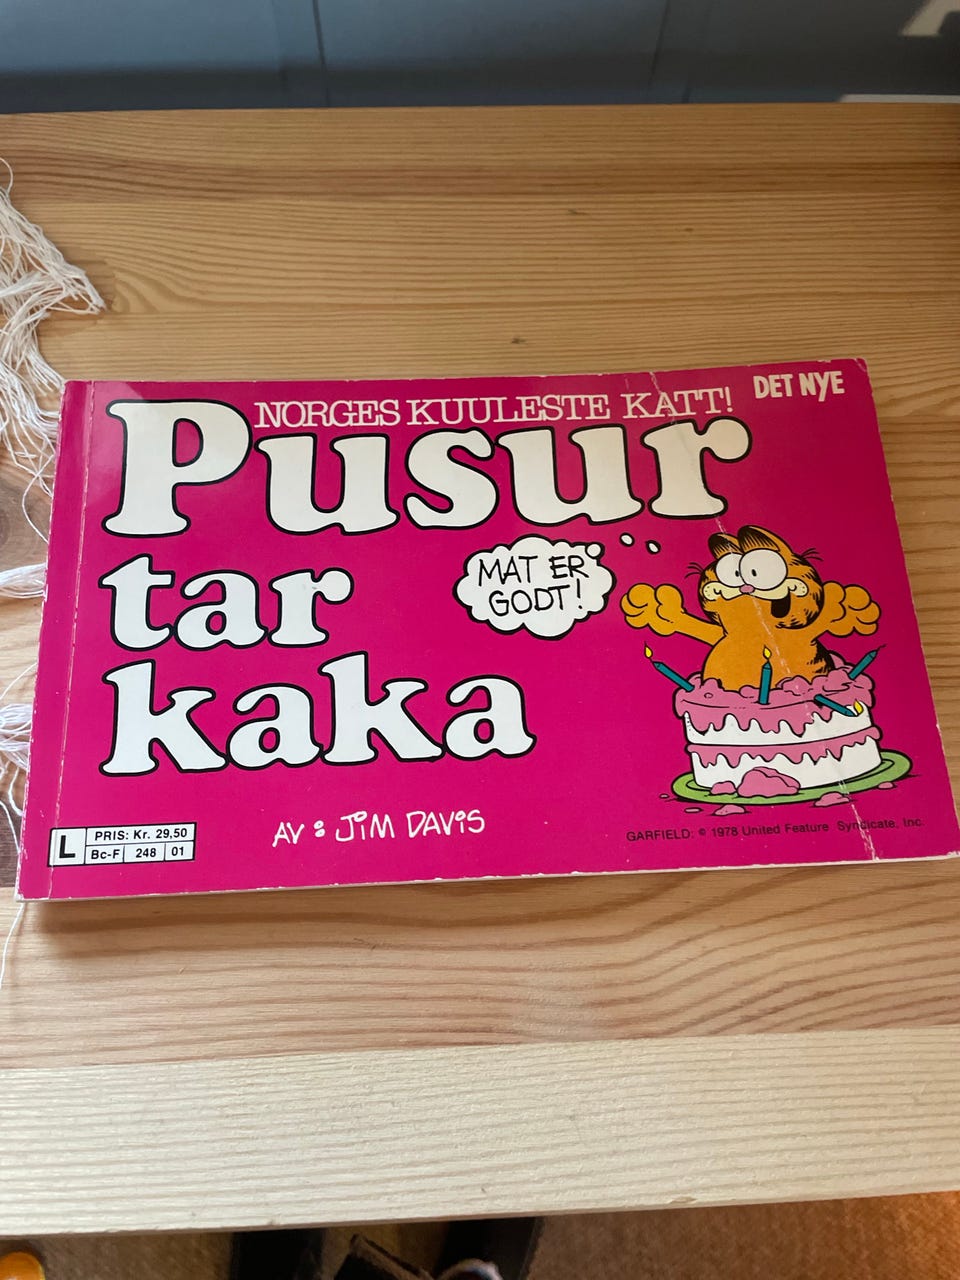 NORGES KUULESTE KATT!
DET NYE
Pusur
tar
kaka
MAT ER
GODT!
AV : JIM DAVIS
GARFIELD: © 1978 United Feature Syndicate, Inc.
L
PRIS: Kr. 29,50
Bc-F 248 01